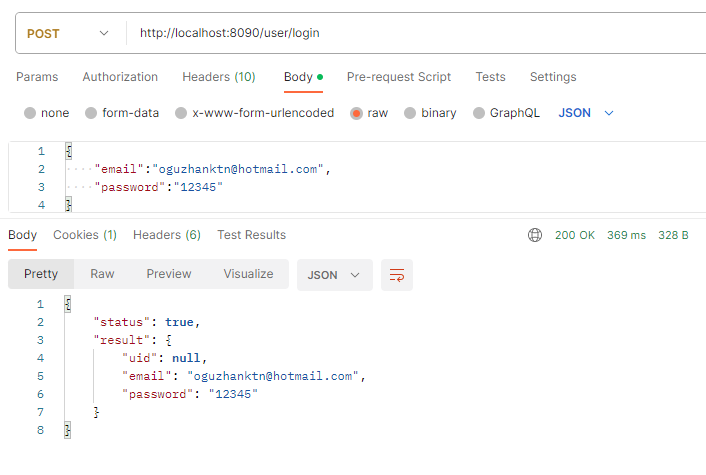 POST http://localhost:8090/user/login
Params Authorization Headers (10) Body Pre-request Script Tests Settings
none form-data x-www-form-urlencoded raw binary GraphQL JSON
1 {
2 "email":"oguzhanktn@hotmail.com",
3 "password":"12345"
4 }
Body Cookies (1) Headers (6) Test Results 200 OK 369 ms 328 B
Pretty Raw Preview Visualize JSON
1 {
2 "status": true,
3 "result": {
4 "uid": null,
5 "email": "oguzhanktn@hotmail.com",
6 "password": "12345"
7 }
8 }